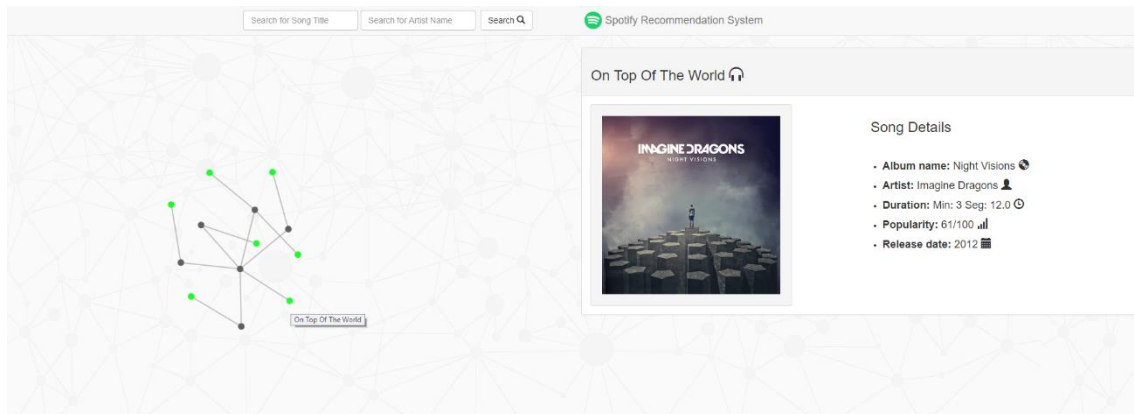 Search for Song Title
Search for Artist Name
Search
Spotify Recommendation System
On Top Of The World
IMAGINE DRAGONS
NIGHT VISIONS
Song Details
Album name: Night Visions
Artist: Imagine Dragons
Duration: Min: 3 Seg: 12.0
Popularity: 61/100
Release date: 2012
On Top Of The World